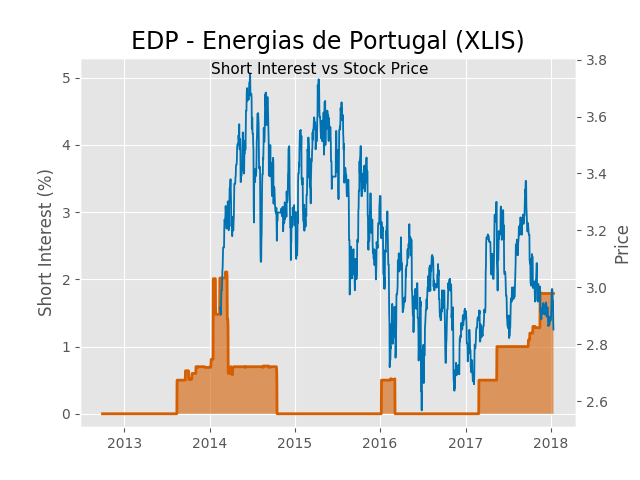 EDP - Energias de Portugal (XLIS)
Short Interest vs Stock Price
Short Interest (%)
5
4
3
2
1
0
3.8
3.6
3.4
3.2
3.0
2.8
2.6
Price
2013 2014 2015 2016 2017 2018